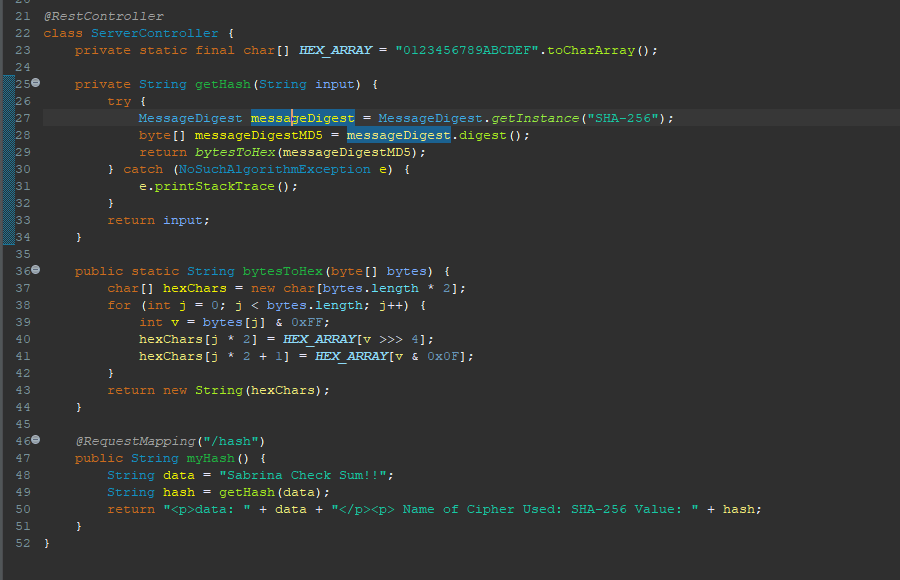 21 @RestController
22 class ServerController {
23 private static final char[] HEX_ARRAY = "0123456789ABCDEF".toCharArray();
24
25 private String getHash(String input) {
26 try {
27 MessageDigest messageDigest = MessageDigest.getInstance("SHA-256");
28 byte[] messageDigestMD5 = messageDigest.digest();
29 return bytesToHex(messageDigestMD5);
30 } catch (NoSuchAlgorithmException e) {
31 e.printStackTrace();
32 }
33 return input;
34 }
35
36 public static String bytesToHex(byte[] bytes) {
37 char[] hexChars = new char[bytes.length * 2];
38 for (int j = 0; j < bytes.length; j++) {
39 int v = bytes[j] & 0xFF;
40 hexChars[j * 2] = HEX_ARRAY[v >>> 4];
41 hexChars[j * 2 + 1] = HEX_ARRAY[v & 0x0F];
42 }
43 return new String(hexChars);
44 }
45
46 @RequestMapping("/hash")
47 public String myHash() {
48 String data = "Sabrina Check Sum!!";
49 String hash = getHash(data);
50 return "<p>data: " + data + "</p><p> Name of Cipher Used: SHA-256 Value: " + hash;
51 }
52 }